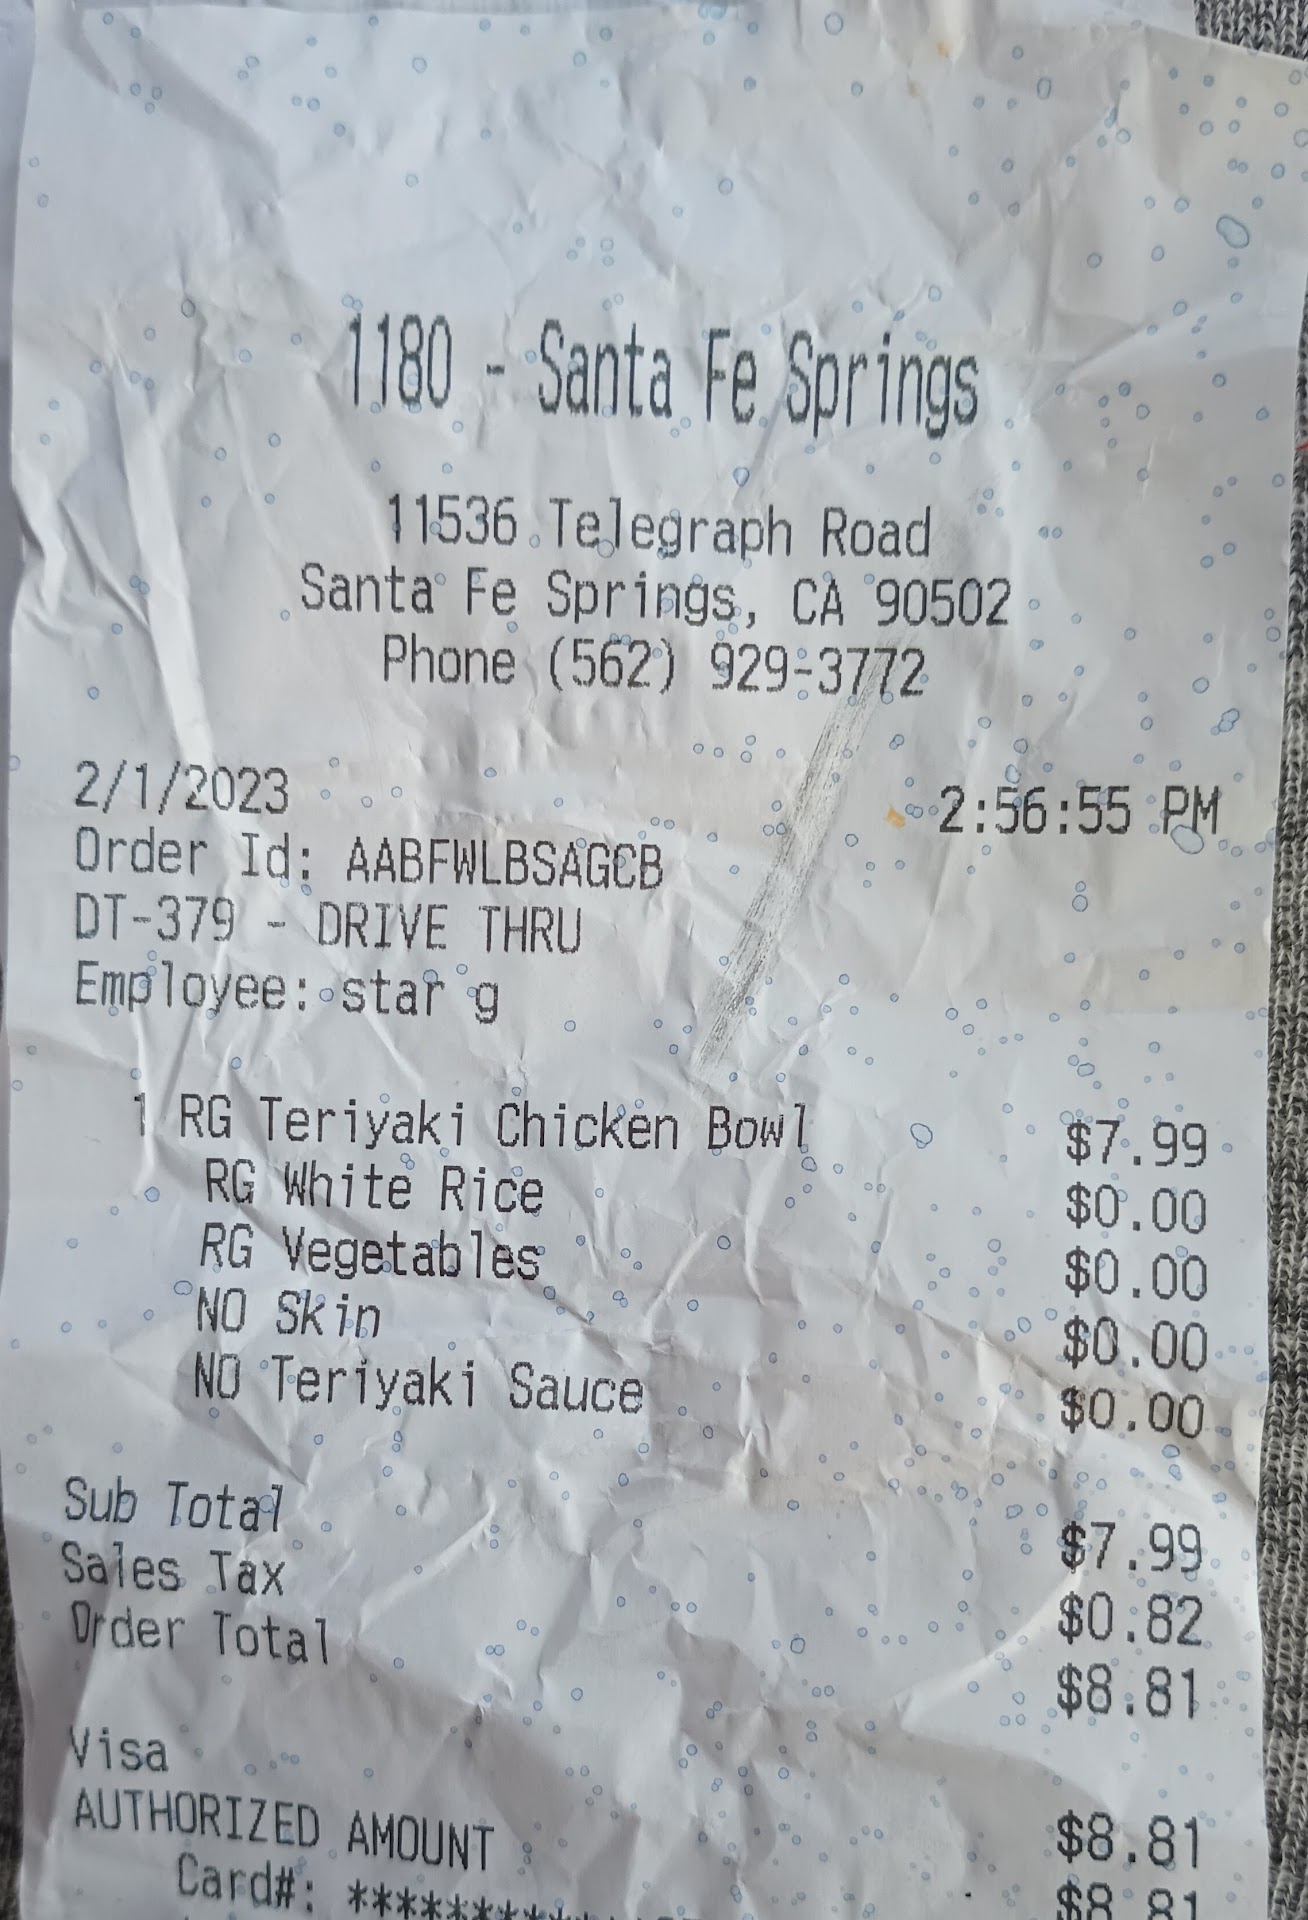 1180 - Santa Fe Springs
11536 Telegraph Road
Santa Fe Springs, CA 90502
Phone (562) 929-3772
2/1/2023 2:56:55 PM
Order Id: AABFWLBSAGCB
DT-379 - DRIVE THRU
Employee: star g
1 RG Teriyaki Chicken Bowl $7.99
RG White Rice $0.00
RG Vegetables $0.00
NO Skin $0.00
NO Teriyaki Sauce $0.00
Sub Total $7.99
Sales Tax $0.82
Order Total $8.81
Visa $8.81
AUTHORIZED AMOUNT $8.81
Card#: ************